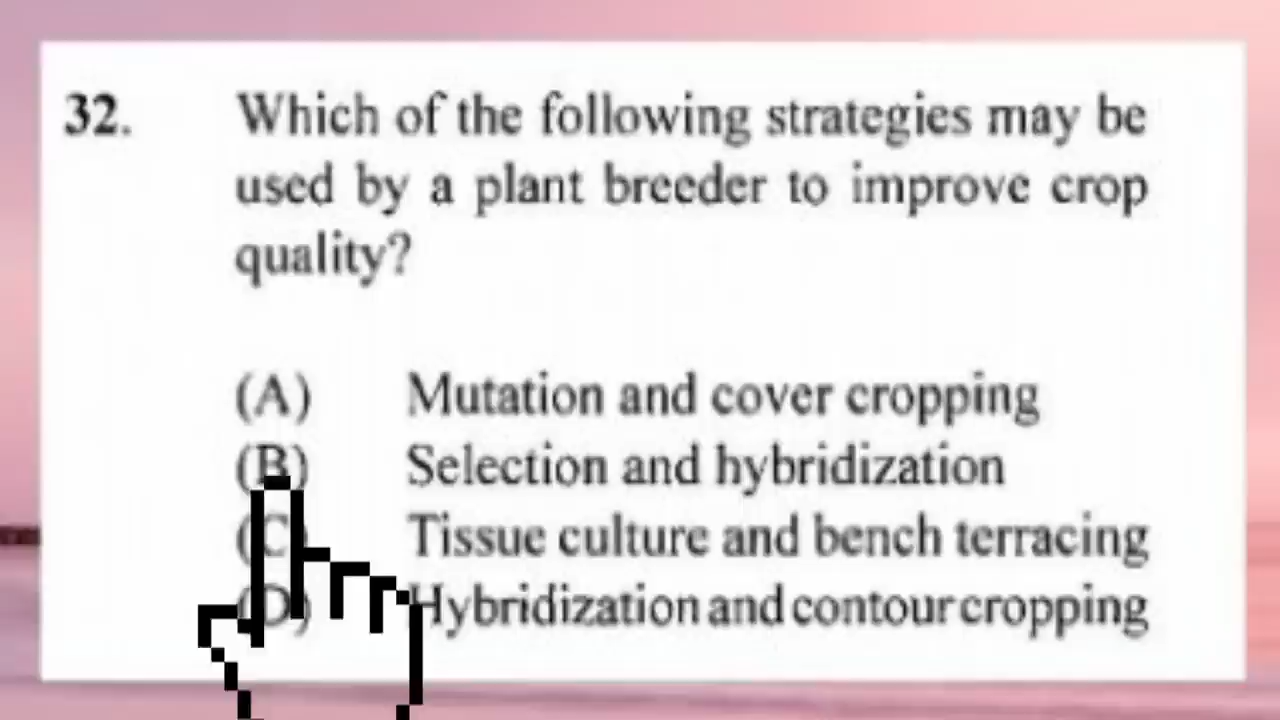 32. Which of the following strategies may be
used by a plant breeder to improve crop
quality?
(A) Mutation and cover cropping
(B) Selection and hybridization
(C) Tissue culture and bench terracing
(D) Hybridization and contour cropping